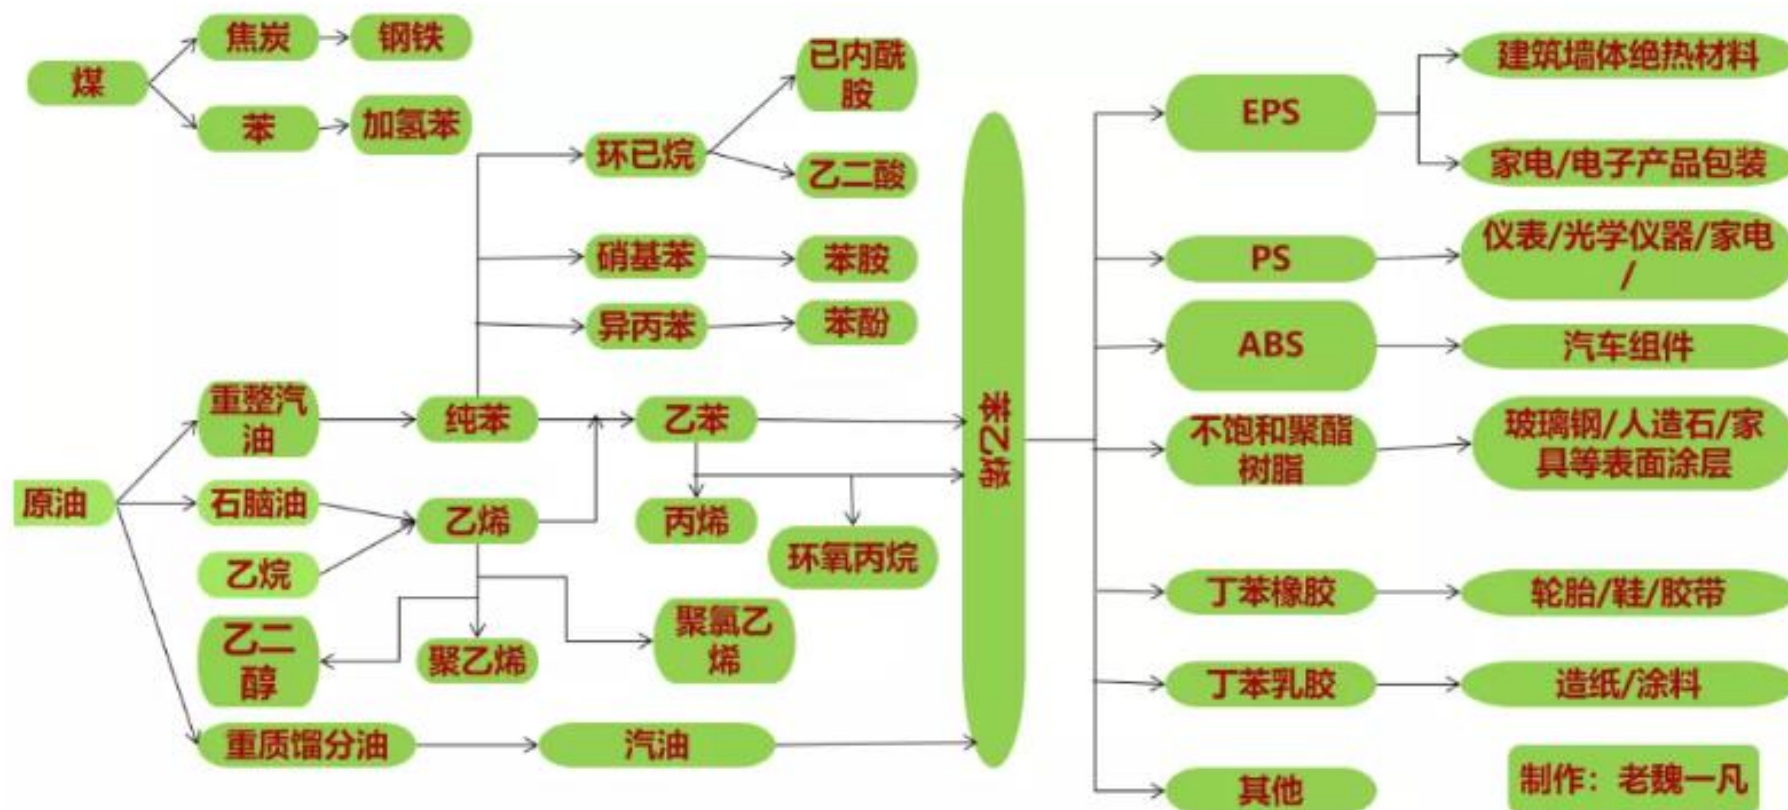 煤
焦炭
钢铁
苯
加氢苯
已内酰
胺
环已烷
乙二酸
硝基苯
苯胺
异丙苯
苯酚
原油
重整汽
油
纯苯
乙苯
石脑油
乙烯
丙烯
环氧丙烷
乙烷
乙二
醇
聚乙烯
聚氯乙
烯
重质馏分油
汽油
苯乙烯
EPS
建筑墙体绝热材料
家电/电子产品包装
PS
仪表/光学仪器/家电
/
ABS
汽车组件
不饱和聚酯
树脂
玻璃钢/人造石/家
具等表面涂层
丁苯橡胶
轮胎/鞋/胶带
丁苯乳胶
造纸/涂料
其他
制作：老魏一凡